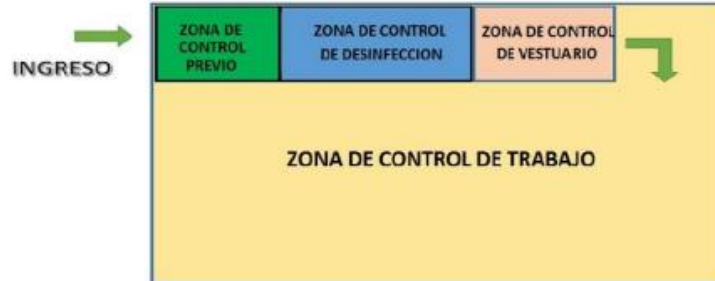 INGRESO
ZONA DE
CONTROL
PREVIO
ZONA DE CONTROL
DE DESINFECCION
ZONA DE CONTROL
DE VESTUARIO
ZONA DE CONTROL DE TRABAJO